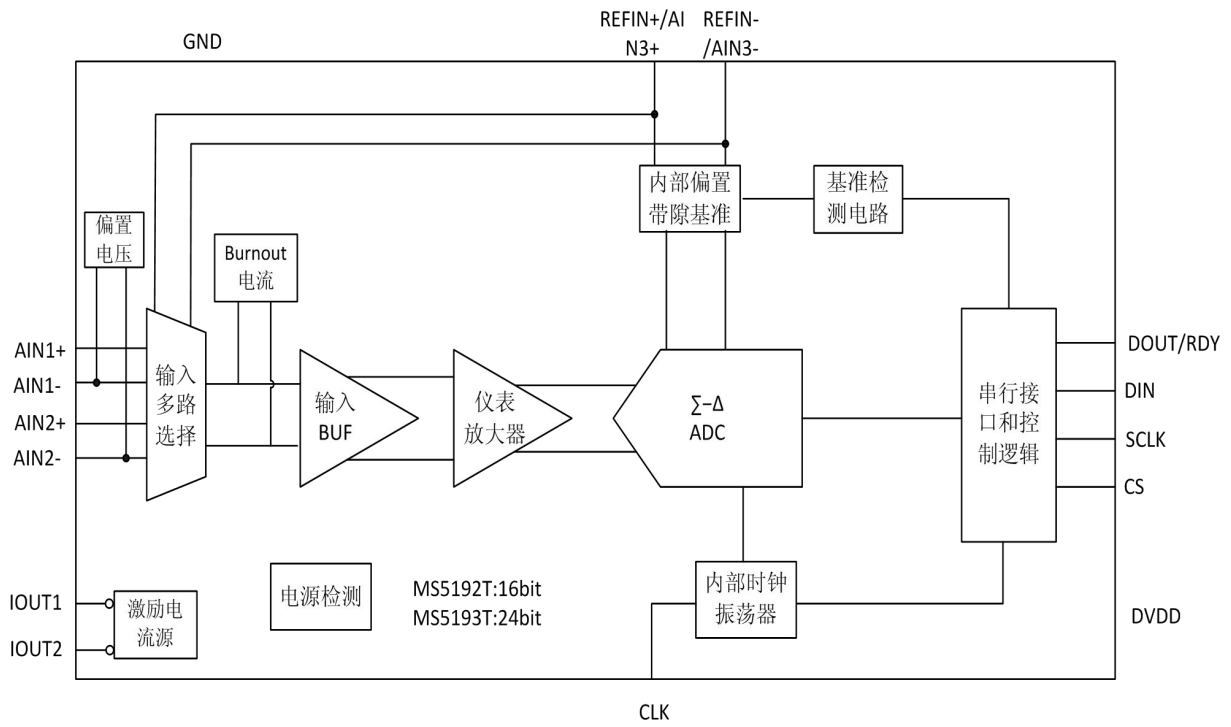 GND
REFIN+/AI
N3+
REFIN-
/AIN3-
内部偏置
带隙基准
基准检
测电路
偏置
电压
Burnout
电流
AIN1+
AIN1-
AIN2+
AIN2-
输入
多路
选择
输入
BUF
仪表
放大器
∑-Δ
ADC
串行接
口和控
制逻辑
DOUT/RDY
DIN
SCLK
CS
IOUT1
IOUT2
激励电
流源
电源检测
MS5192T:16bit
MS5193T:24bit
内部时钟
振荡器
DVDD
CLK